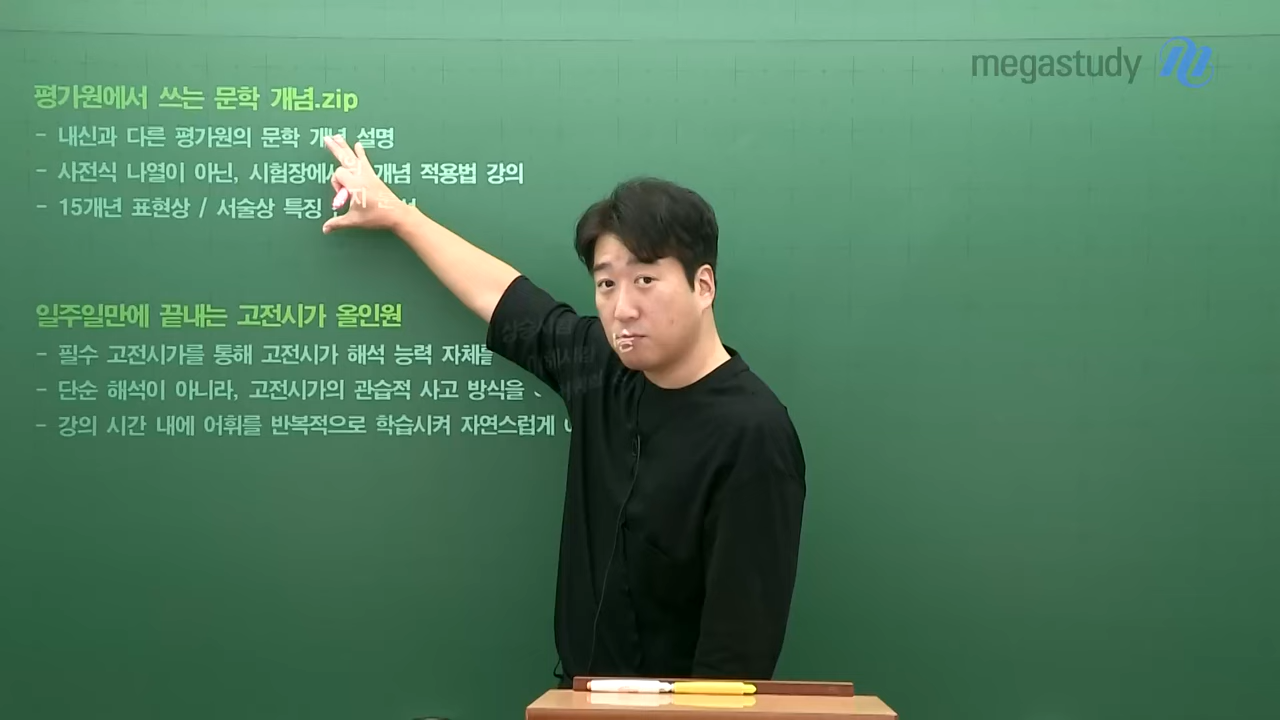 megastudy
평가원에서 쓰는 문학 개념.zip
- 내신과 다른 평가원의 문학 개념 설명
- 사전식 나열이 아닌, 시험장에서의 개념 적용법 강의
- 15개년 표현상 / 서술상 특징
일주일만에 끝내는 고전시가 올인원
- 필수 고전시가를 통해 고전시가 해석 능력 자체를
- 단순 해석이 아니라, 고전시가의 관습적 사고 방식을
- 강의 시간 내에 어휘를 반복적으로 학습시켜 자연스럽게